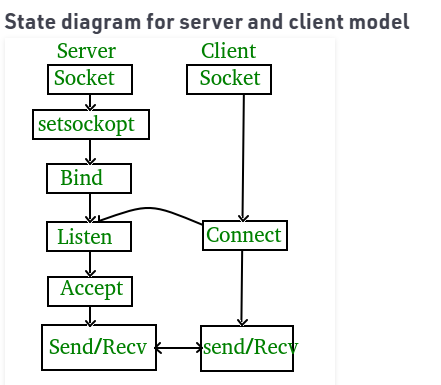 State diagram for server and client model
Server Client
Socket Socket
setsockopt
Bind
Listen Connect
Accept
Send/Recv send/Recv